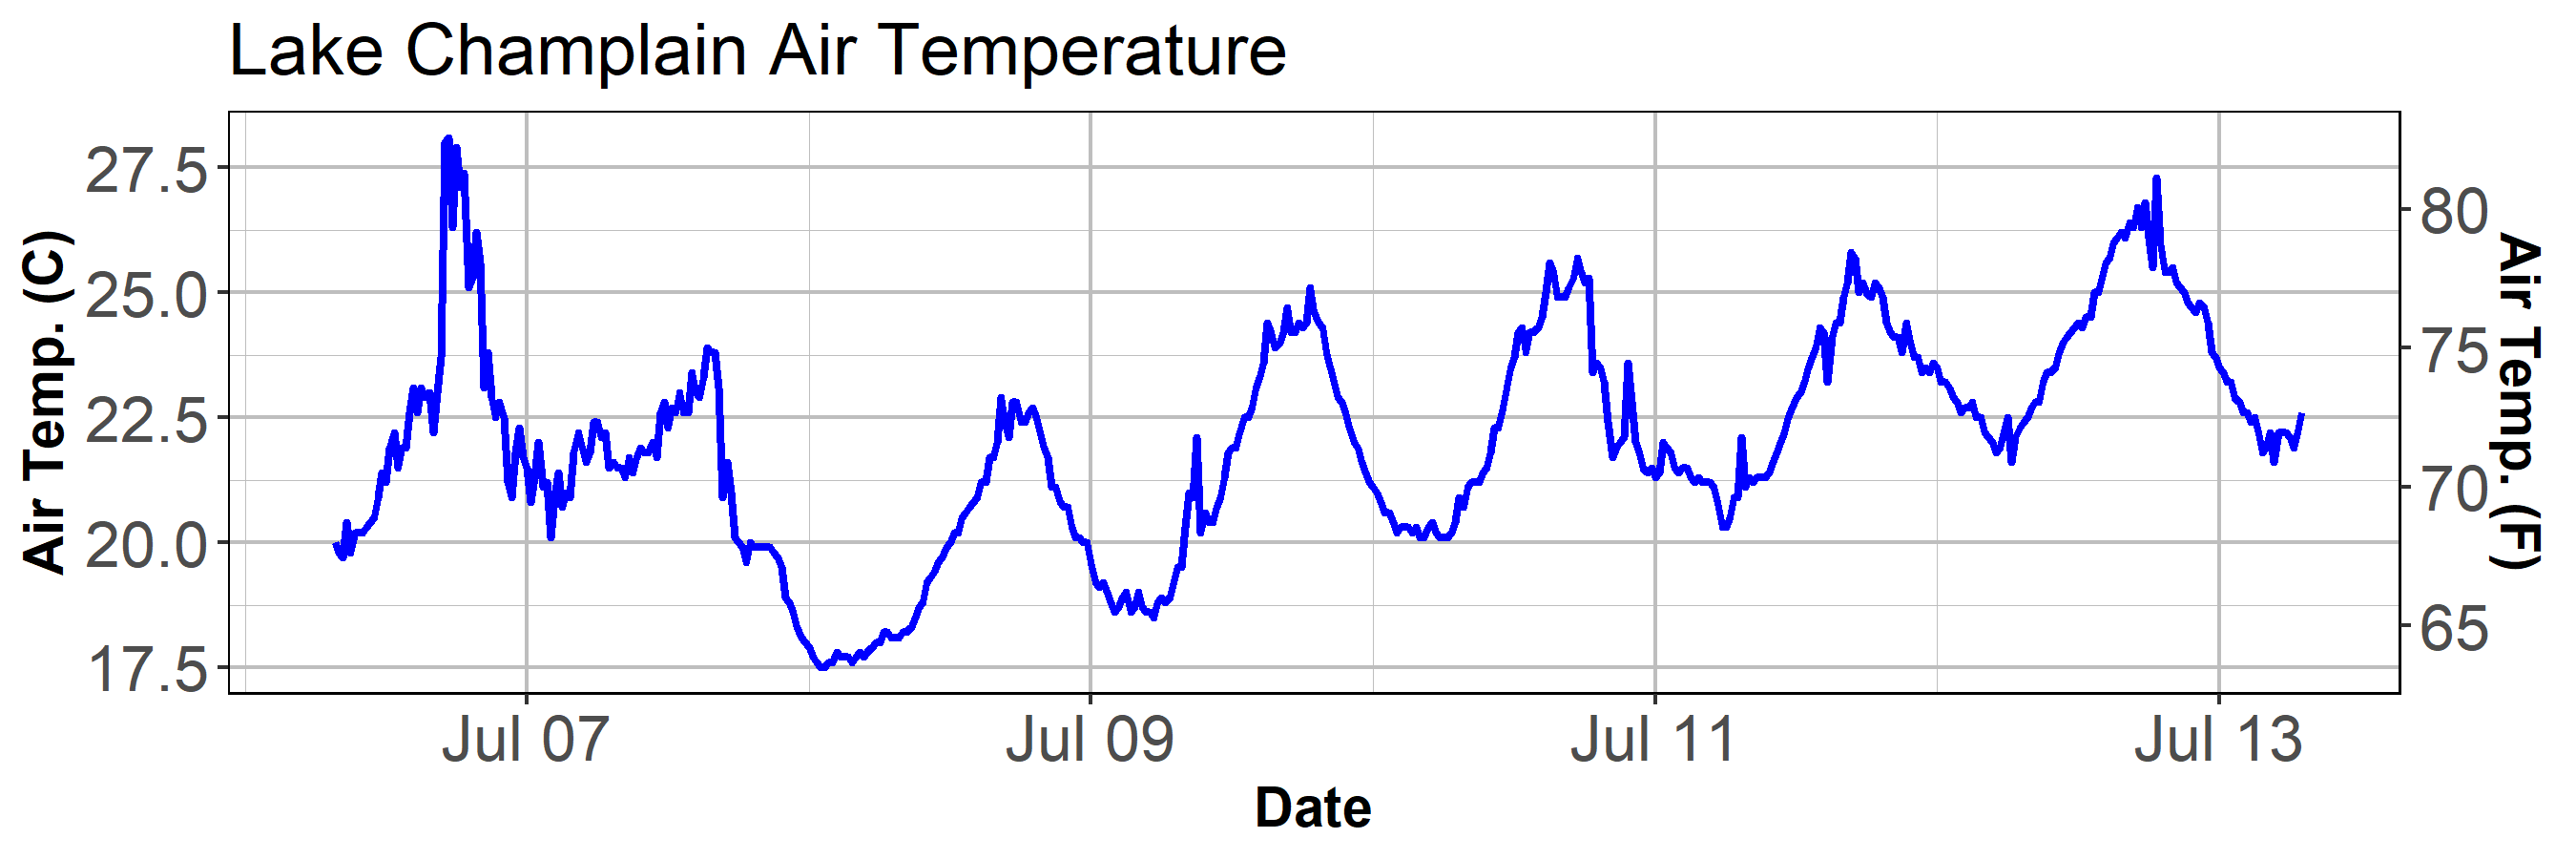 Lake Champlain Air Temperature
Air Temp. (C)
27.5
25.0
22.5
20.0
17.5
80
75
70
65
Air Temp. (F)
Jul 07
Jul 09
Jul 11
Jul 13
Date